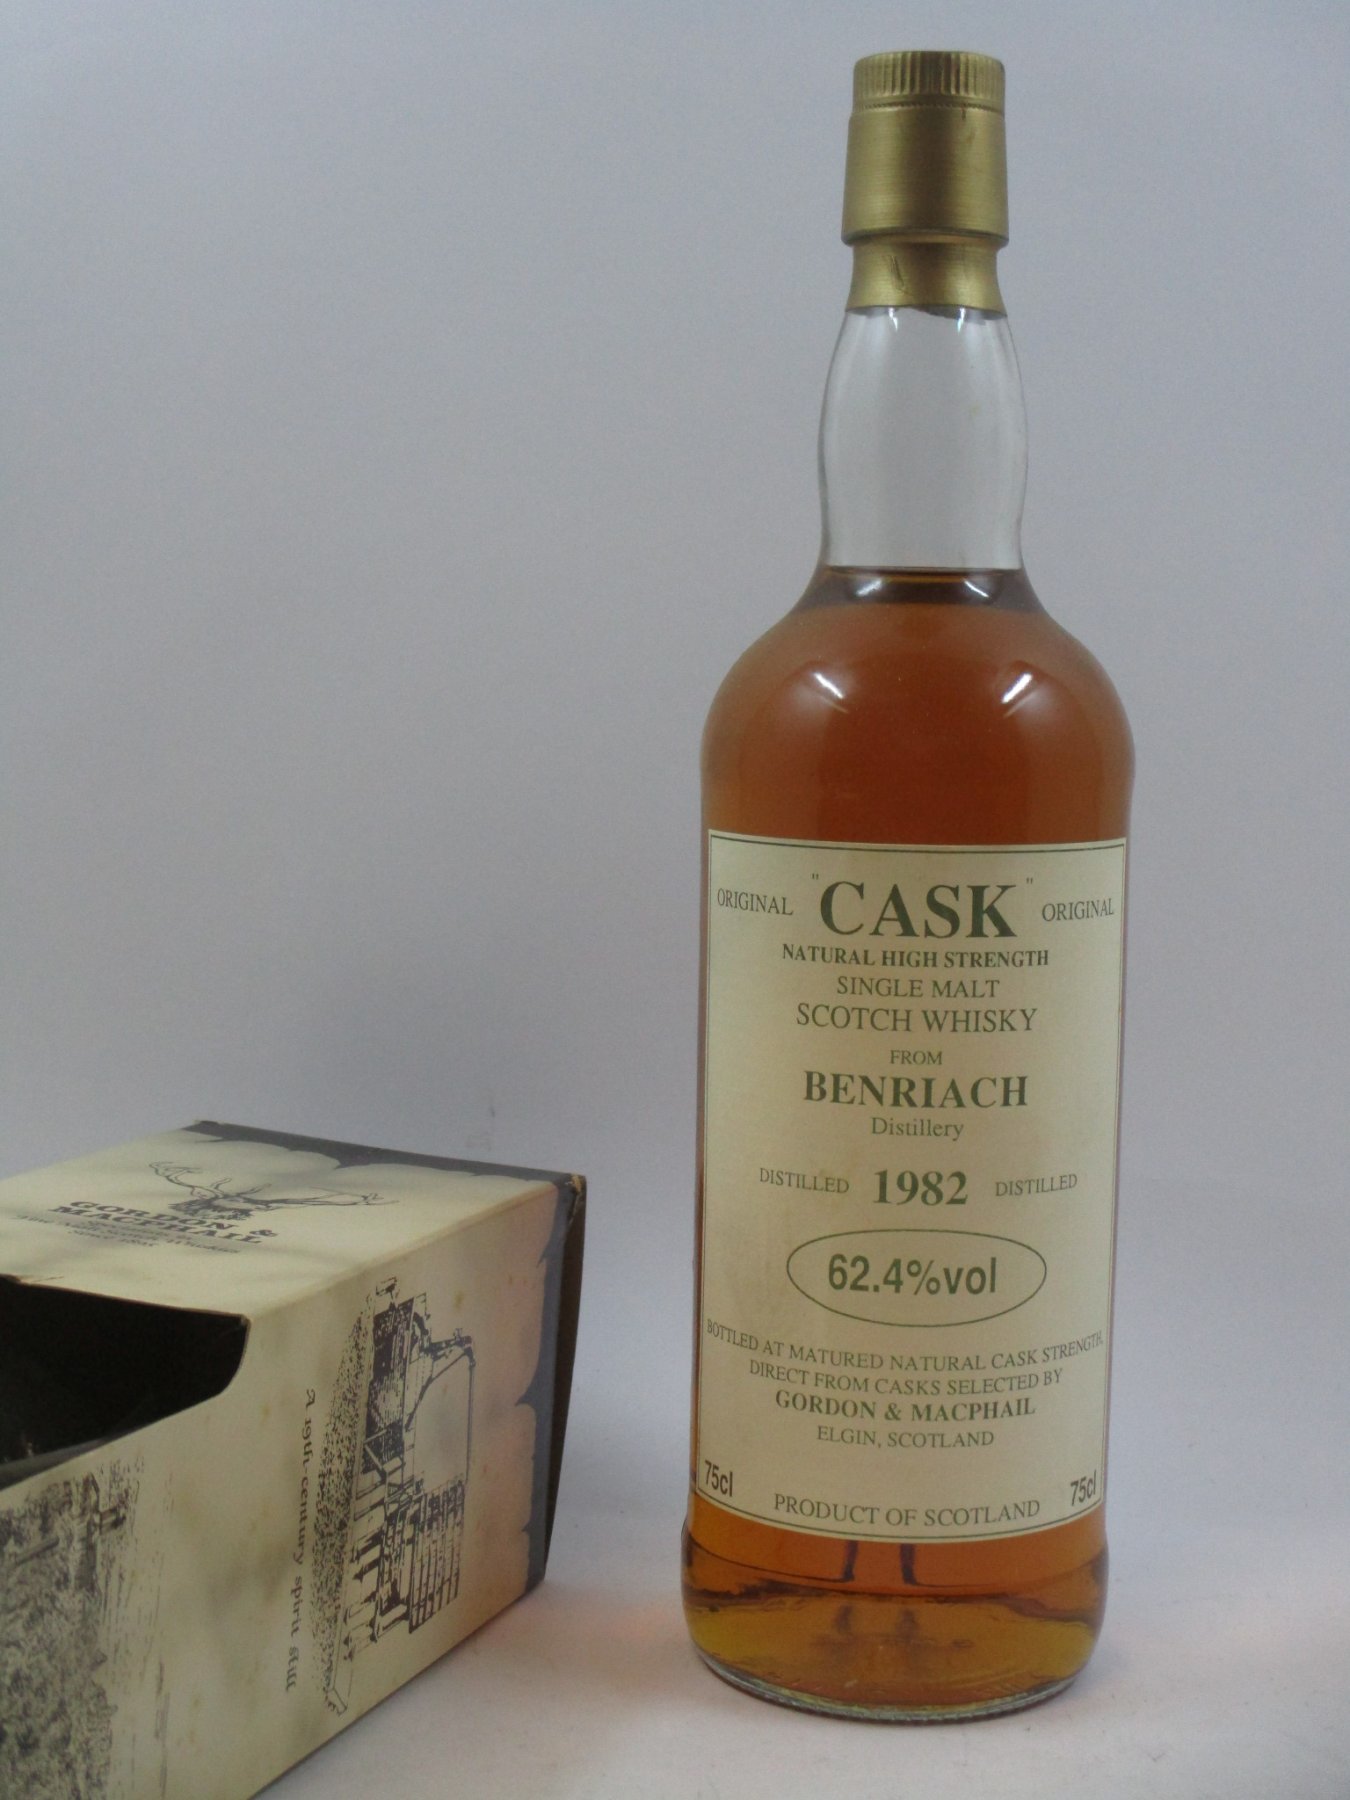 ORIGINAL "CASK" ORIGINAL
NATURAL HIGH STRENGTH
SINGLE MALT
SCOTCH WHISKY
FROM
BENRIACH
Distillery
DISTILLED 1982 DISTILLED
62.4%vol
BOTTLED AT MATURED NATURAL CASK STRENGTH,
DIRECT FROM CASKS SELECTED BY
GORDON & MACPHAIL
ELGIN, SCOTLAND
75cl 75cl
PRODUCT OF SCOTLAND
GORDON &
MACPHAIL
A 19th century spirit still